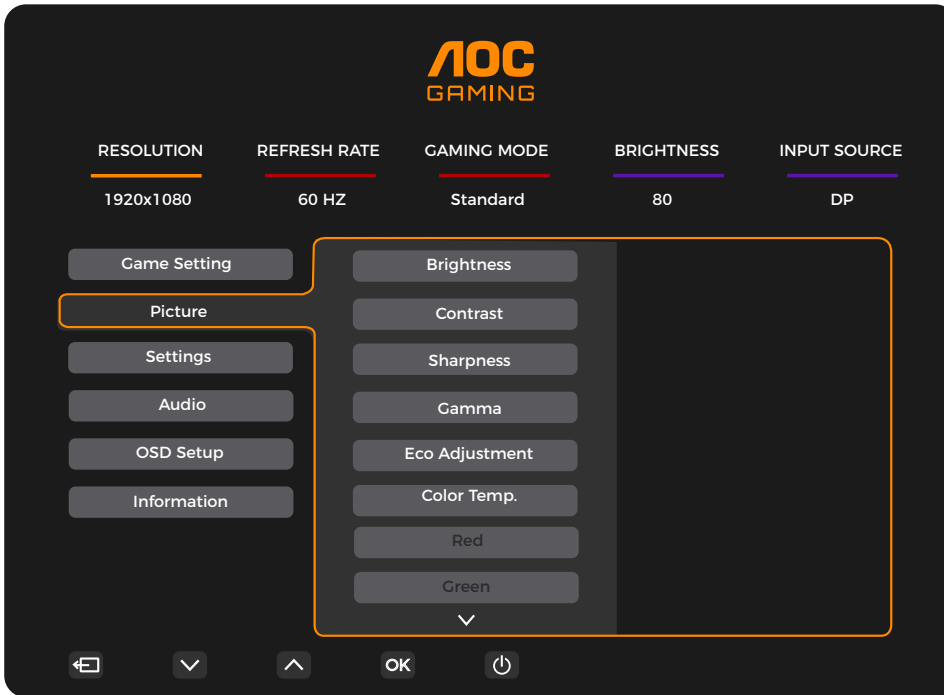 AOC
GAMING
RESOLUTION REFRESH RATE GAMING MODE BRIGHTNESS INPUT SOURCE
1920x1080 60 HZ Standard 80 DP
Game Setting
Picture
Settings
Audio
OSD Setup
Information
Brightness
Contrast
Sharpness
Gamma
Eco Adjustment
Color Temp.
Red
Green
OK